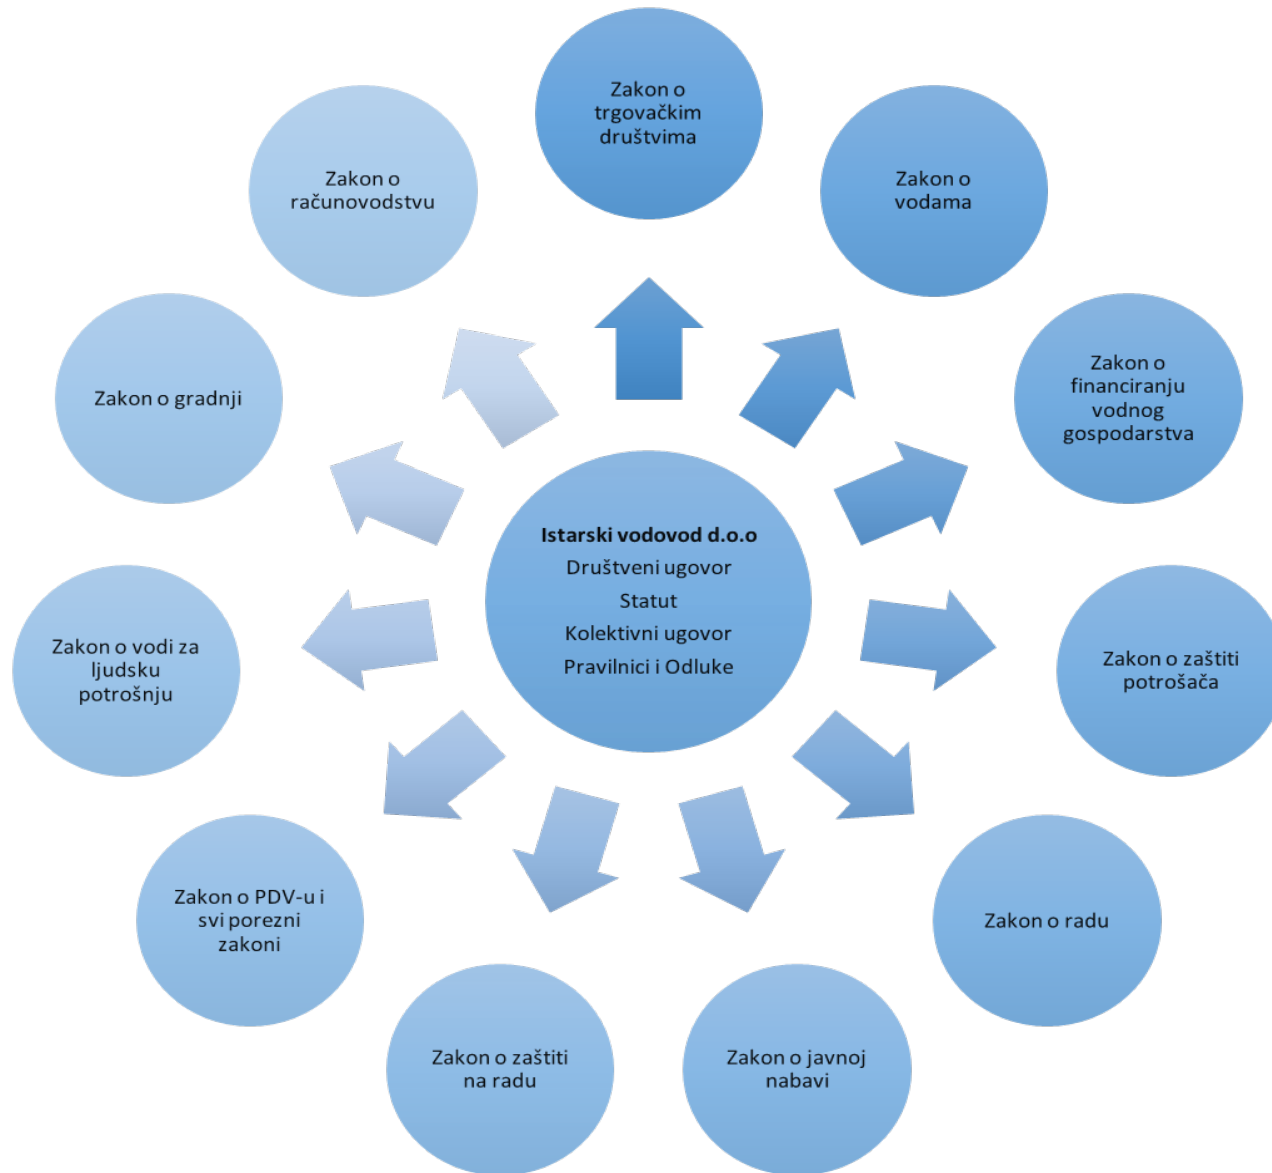 Zakon o
trgovačkim
društvima
Zakon o
vodama
Zakon o
financiranju
vodnog
gospodarstva
Zakon o zaštiti
potrošača
Zakon o radu
Zakon o javnoj
nabavi
Zakon o zaštiti
na radu
Zakon o PDV-u i
svi porezni
zakoni
Zakon o vodi za
ljudsku
potrošnju
Zakon o gradnji
Zakon o
računovodstvu
Istarski vodovod d.o.o
Društveni ugovor
Statut
Kolektivni ugovor
Pravilnici i Odluke